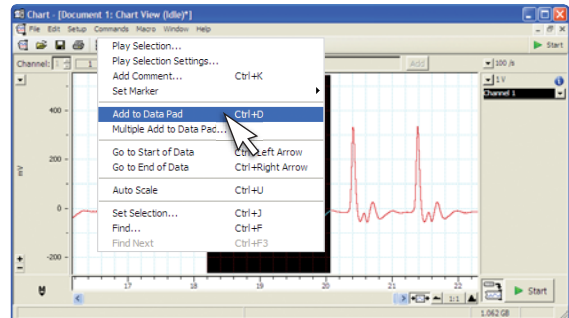 Chart - [Document 1: Chart View (Idle)*]
File Edit Setup Commands Macro Window Help
Start
Channel: 1 1 Add 100 /s
Play Selection...
Play Selection Settings...
Add Comment... Ctrl+K
Set Marker
Add to Data Pad Ctrl+D
Multiple Add to Data Pad...
Go to Start of Data Ctrl+Left Arrow
Go to End of Data Ctrl+Right Arrow
Auto Scale Ctrl+U
Set Selection... Ctrl+J
Find... Ctrl+F
Find Next Ctrl+F3
1 V
Channel 1
400
200
0
-200
17 18 19 20 21 22
1:1
Start
1.062 GB